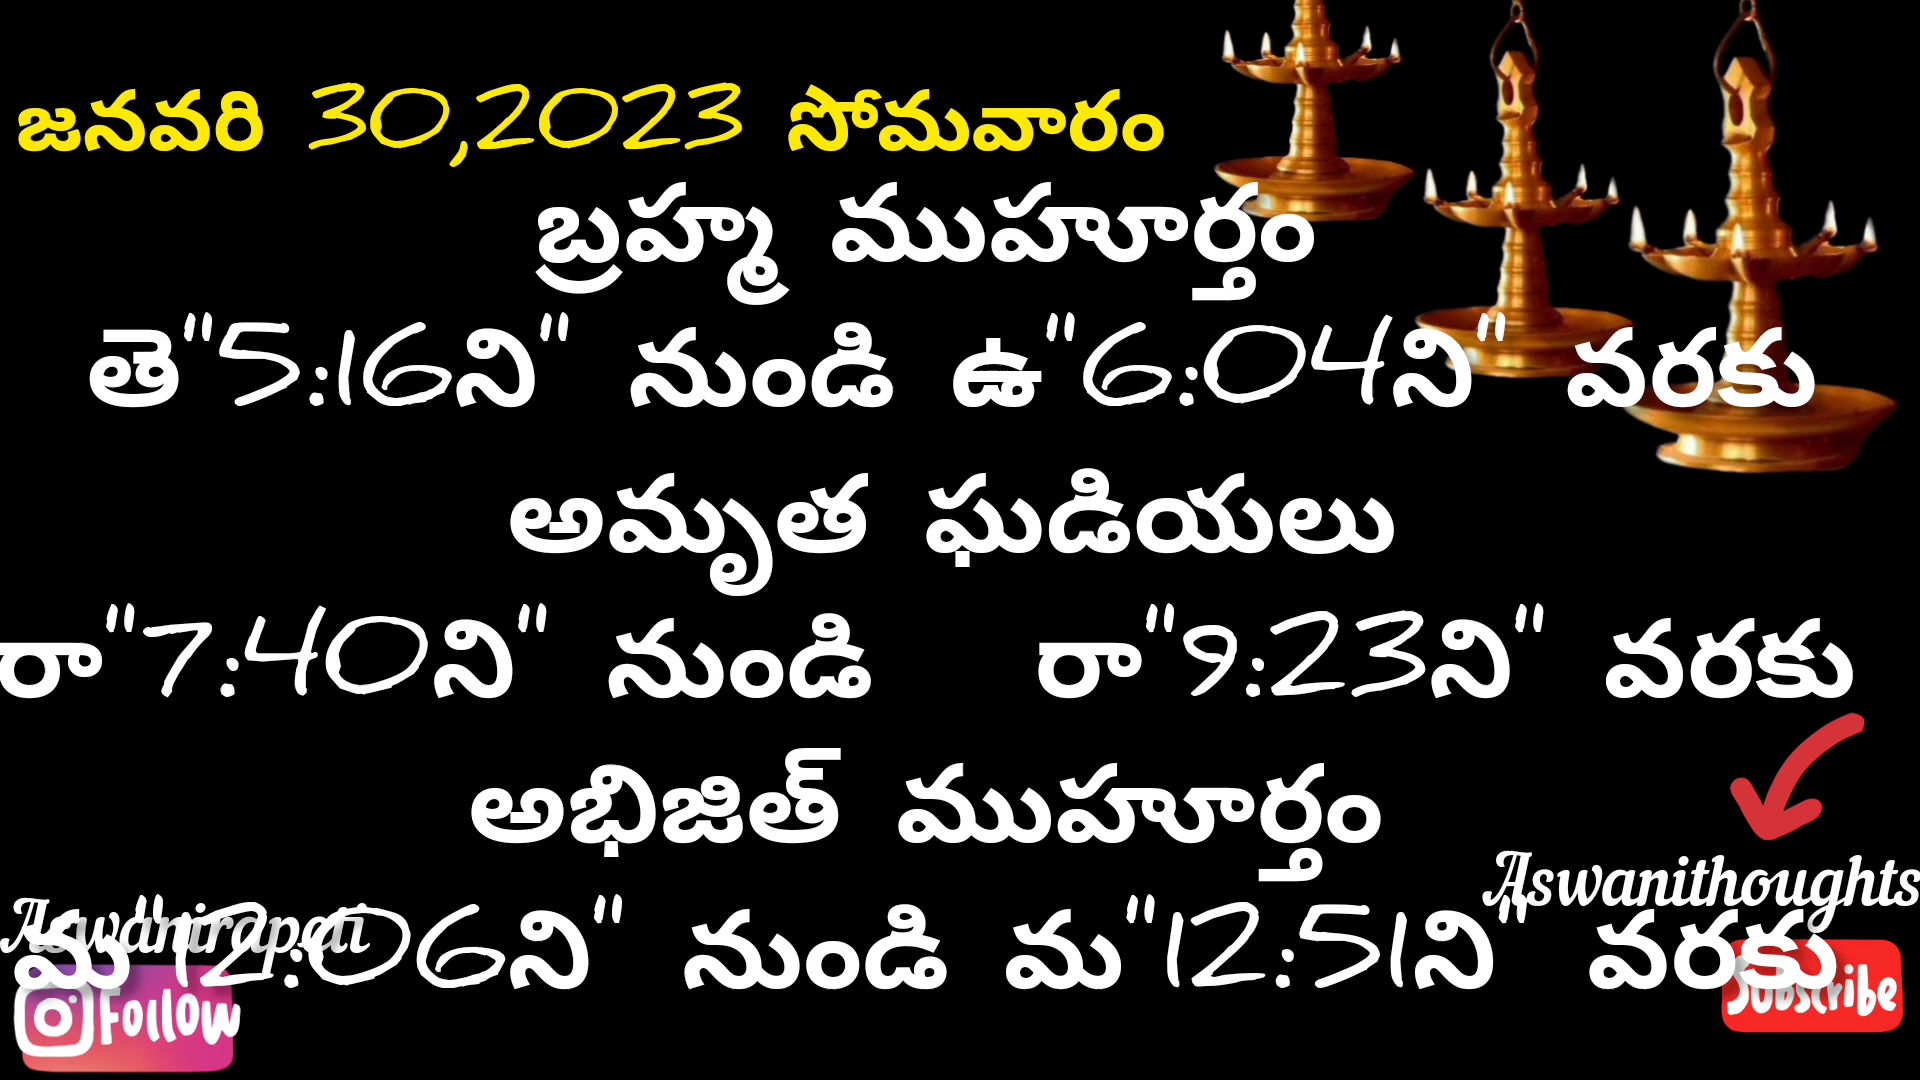 జనవరి 30,2023 సోమవారం
బ్రహ్మ ముహూర్తం
తె"5:16ని" నుండి ఉ"6:04ని" వరకు
అమృత ఘడియలు
రా"7:40ని" నుండి రా"9:23ని" వరకు
అభిజిత్ ముహూర్తం
Aswanithoughts
Aswanirapati
మ"12:06ని" నుండి మ"12:51ని" వరకు
Follow
Subscribe